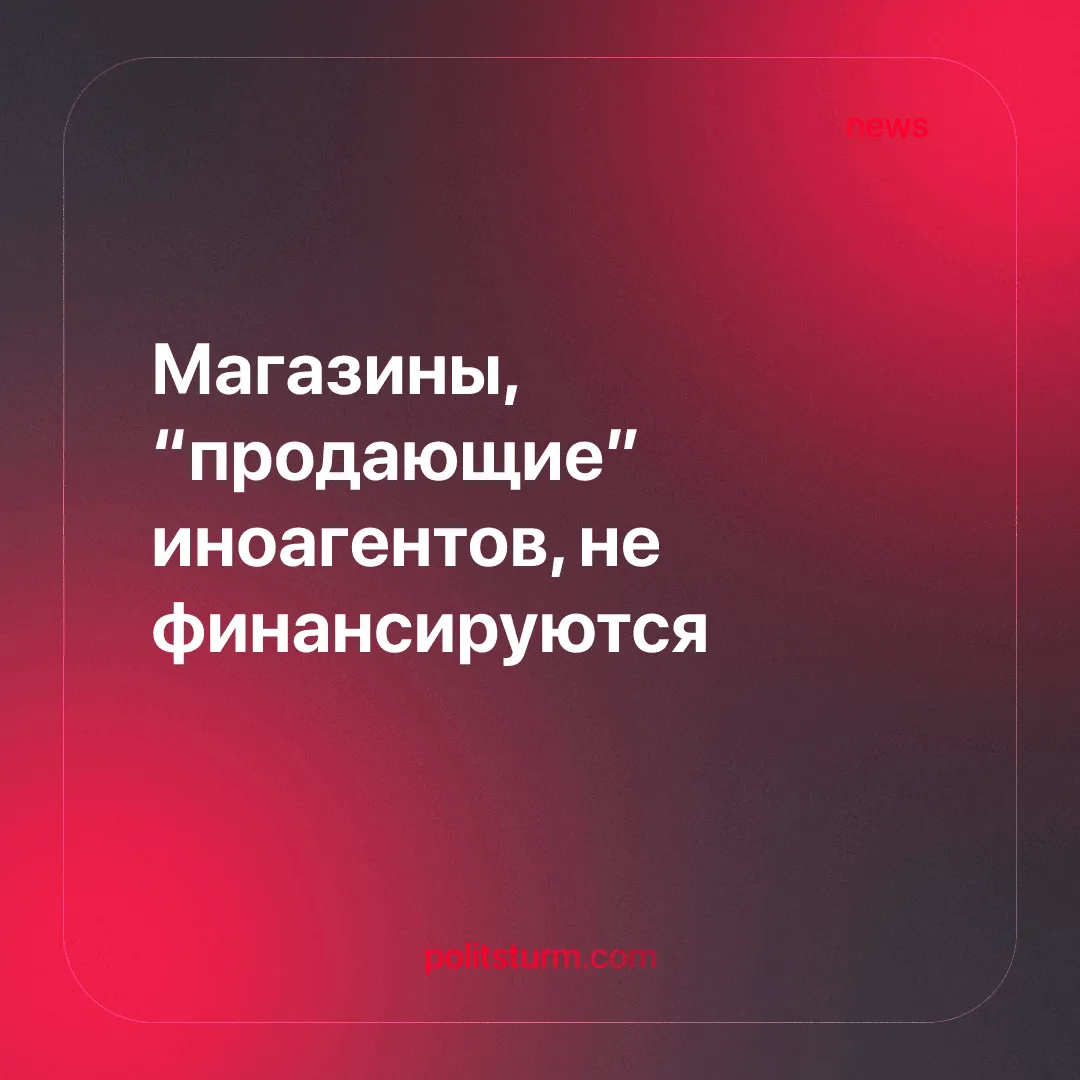 news
Магазины,
“продающие”
иноагентов, не
финансируются
politsturm.com